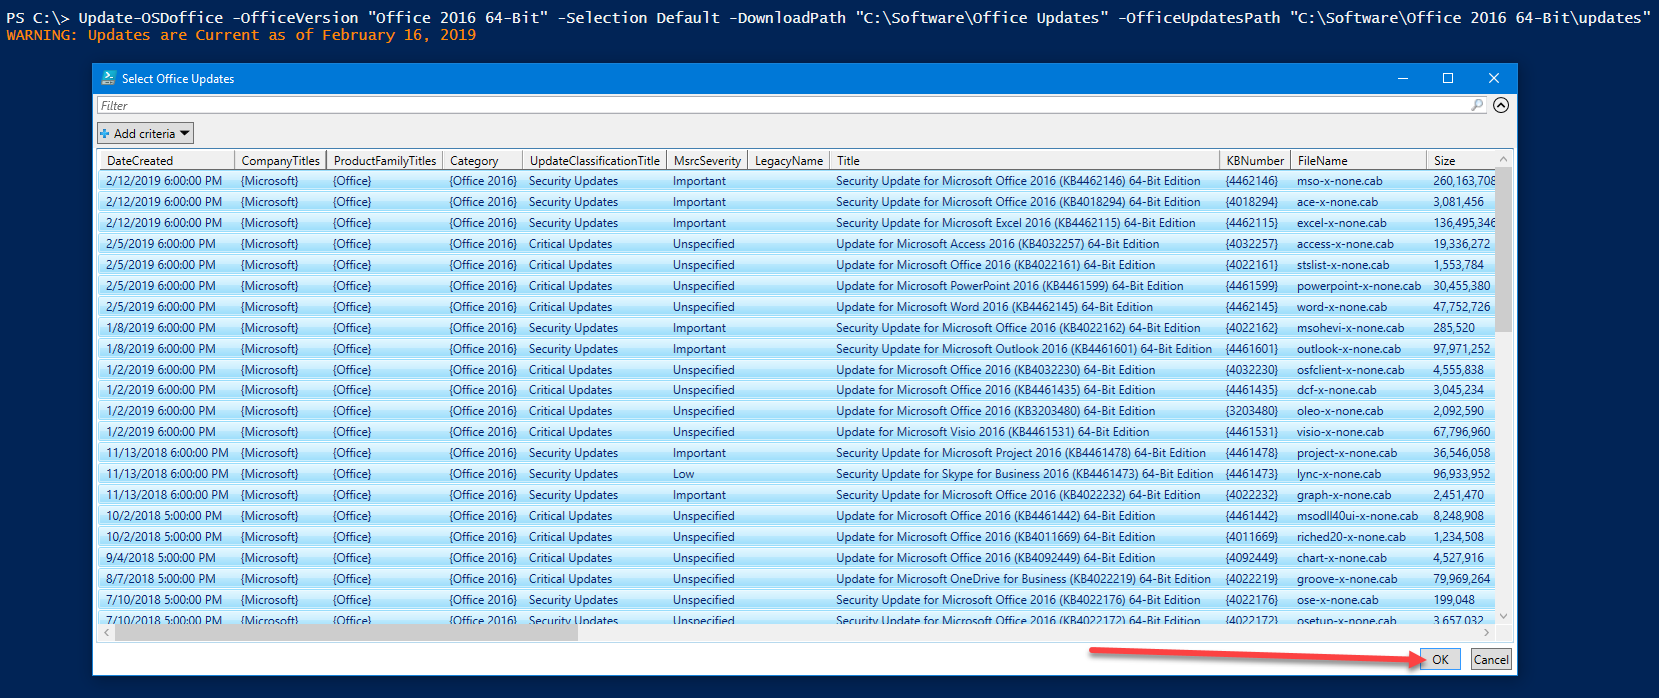 PS C:\> Update-OSDoffice -OfficeVersion "Office 2016 64-Bit" -Selection Default -DownloadPath "C:\Software\Office Updates" -OfficeUpdatesPath "C:\Software\Office 2016 64-Bit\updates"
WARNING: Updates are Current as of February 16, 2019
Select Office Updates
Filter
Add criteria
DateCreated CompanyTitles ProductFamilyTitles Category UpdateClassificationTitle MsrcSeverity LegacyName Title KBNumber FileName Size
2/12/2019 6:00:00 PM {Microsoft} {Office} {Office 2016} Security Updates Important Security Update for Microsoft Office 2016 (KB4462146) 64-Bit Edition {4462146} mso-x-none.cab 260,163,708
2/12/2019 6:00:00 PM {Microsoft} {Office} {Office 2016} Security Updates Important Security Update for Microsoft Office 2016 (KB4018294) 64-Bit Edition {4018294} ace-x-none.cab 3,081,456
2/12/2019 6:00:00 PM {Microsoft} {Office} {Office 2016} Security Updates Important Security Update for Microsoft Excel 2016 (KB4462115) 64-Bit Edition {4462115} excel-x-none.cab 136,495,346
2/5/2019 6:00:00 PM {Microsoft} {Office} {Office 2016} Critical Updates Unspecified Update for Microsoft Access 2016 (KB4032257) 64-Bit Edition {4032257} access-x-none.cab 19,336,272
2/5/2019 6:00:00 PM {Microsoft} {Office} {Office 2016} Critical Updates Unspecified Update for Microsoft Office 2016 (KB4022161) 64-Bit Edition {4022161} stslist-x-none.cab 1,553,784
2/5/2019 6:00:00 PM {Microsoft} {Office} {Office 2016} Critical Updates Unspecified Update for Microsoft PowerPoint 2016 (KB4461599) 64-Bit Edition {4461599} powerpoint-x-none.cab 30,455,380
2/5/2019 6:00:00 PM {Microsoft} {Office} {Office 2016} Critical Updates Unspecified Update for Microsoft Word 2016 (KB4462145) 64-Bit Edition {4462145} word-x-none.cab 47,752,726
1/8/2019 6:00:00 PM {Microsoft} {Office} {Office 2016} Security Updates Important Security Update for Microsoft Office 2016 (KB4022162) 64-Bit Edition {4022162} msohevi-x-none.cab 285,520
1/8/2019 6:00:00 PM {Microsoft} {Office} {Office 2016} Security Updates Important Security Update for Microsoft Outlook 2016 (KB4461601) 64-Bit Edition {4461601} outlook-x-none.cab 97,971,252
1/2/2019 6:00:00 PM {Microsoft} {Office} {Office 2016} Critical Updates Unspecified Update for Microsoft Office 2016 (KB4032230) 64-Bit Edition {4032230} osfclient-x-none.cab 4,555,838
1/2/2019 6:00:00 PM {Microsoft} {Office} {Office 2016} Critical Updates Unspecified Update for Microsoft Office 2016 (KB4461435) 64-Bit Edition {4461435} dcf-x-none.cab 3,045,234
1/2/2019 6:00:00 PM {Microsoft} {Office} {Office 2016} Critical Updates Unspecified Update for Microsoft Office 2016 (KB3203480) 64-Bit Edition {3203480} oleo-x-none.cab 2,092,590
1/2/2019 6:00:00 PM {Microsoft} {Office} {Office 2016} Critical Updates Unspecified Update for Microsoft Visio 2016 (KB4461531) 64-Bit Edition {4461531} visio-x-none.cab 67,796,960
11/13/2018 6:00:00 PM {Microsoft} {Office} {Office 2016} Security Updates Important Security Update for Microsoft Project 2016 (KB4461478) 64-Bit Edition {4461478} project-x-none.cab 36,546,058
11/13/2018 6:00:00 PM {Microsoft} {Office} {Office 2016} Security Updates Low Security Update for Skype for Business 2016 (KB4461473) 64-Bit Edition {4461473} lync-x-none.cab 96,933,952
11/13/2018 6:00:00 PM {Microsoft} {Office} {Office 2016} Security Updates Important Security Update for Microsoft Office 2016 (KB4022232) 64-Bit Edition {4022232} graph-x-none.cab 2,451,470
10/2/2018 5:00:00 PM {Microsoft} {Office} {Office 2016} Critical Updates Unspecified Update for Microsoft Office 2016 (KB4461442) 64-Bit Edition {4461442} msodll40ui-x-none.cab 8,248,908
10/2/2018 5:00:00 PM {Microsoft} {Office} {Office 2016} Critical Updates Unspecified Update for Microsoft Office 2016 (KB4011669) 64-Bit Edition {4011669} riched20-x-none.cab 1,234,508
9/4/2018 5:00:00 PM {Microsoft} {Office} {Office 2016} Critical Updates Unspecified Update for Microsoft Office 2016 (KB4092449) 64-Bit Edition {4092449} chart-x-none.cab 4,527,916
8/7/2018 5:00:00 PM {Microsoft} {Office} {Office 2016} Critical Updates Unspecified Update for Microsoft OneDrive for Business (KB4022219) 64-Bit Edition {4022219} groove-x-none.cab 79,969,264
7/10/2018 5:00:00 PM {Microsoft} {Office} {Office 2016} Security Updates Unspecified Security Update for Microsoft Office 2016 (KB4022176) 64-Bit Edition {4022176} ose-x-none.cab 199,048
7/10/2018 5:00:00 PM {Microsoft} {Office} {Office 2016} Security Updates Unspecified Security Update for Microsoft Office 2016 (KB4022172) 64-Bit Edition {4022172} osetup-x-none.cab 3,657,032
OK Cancel